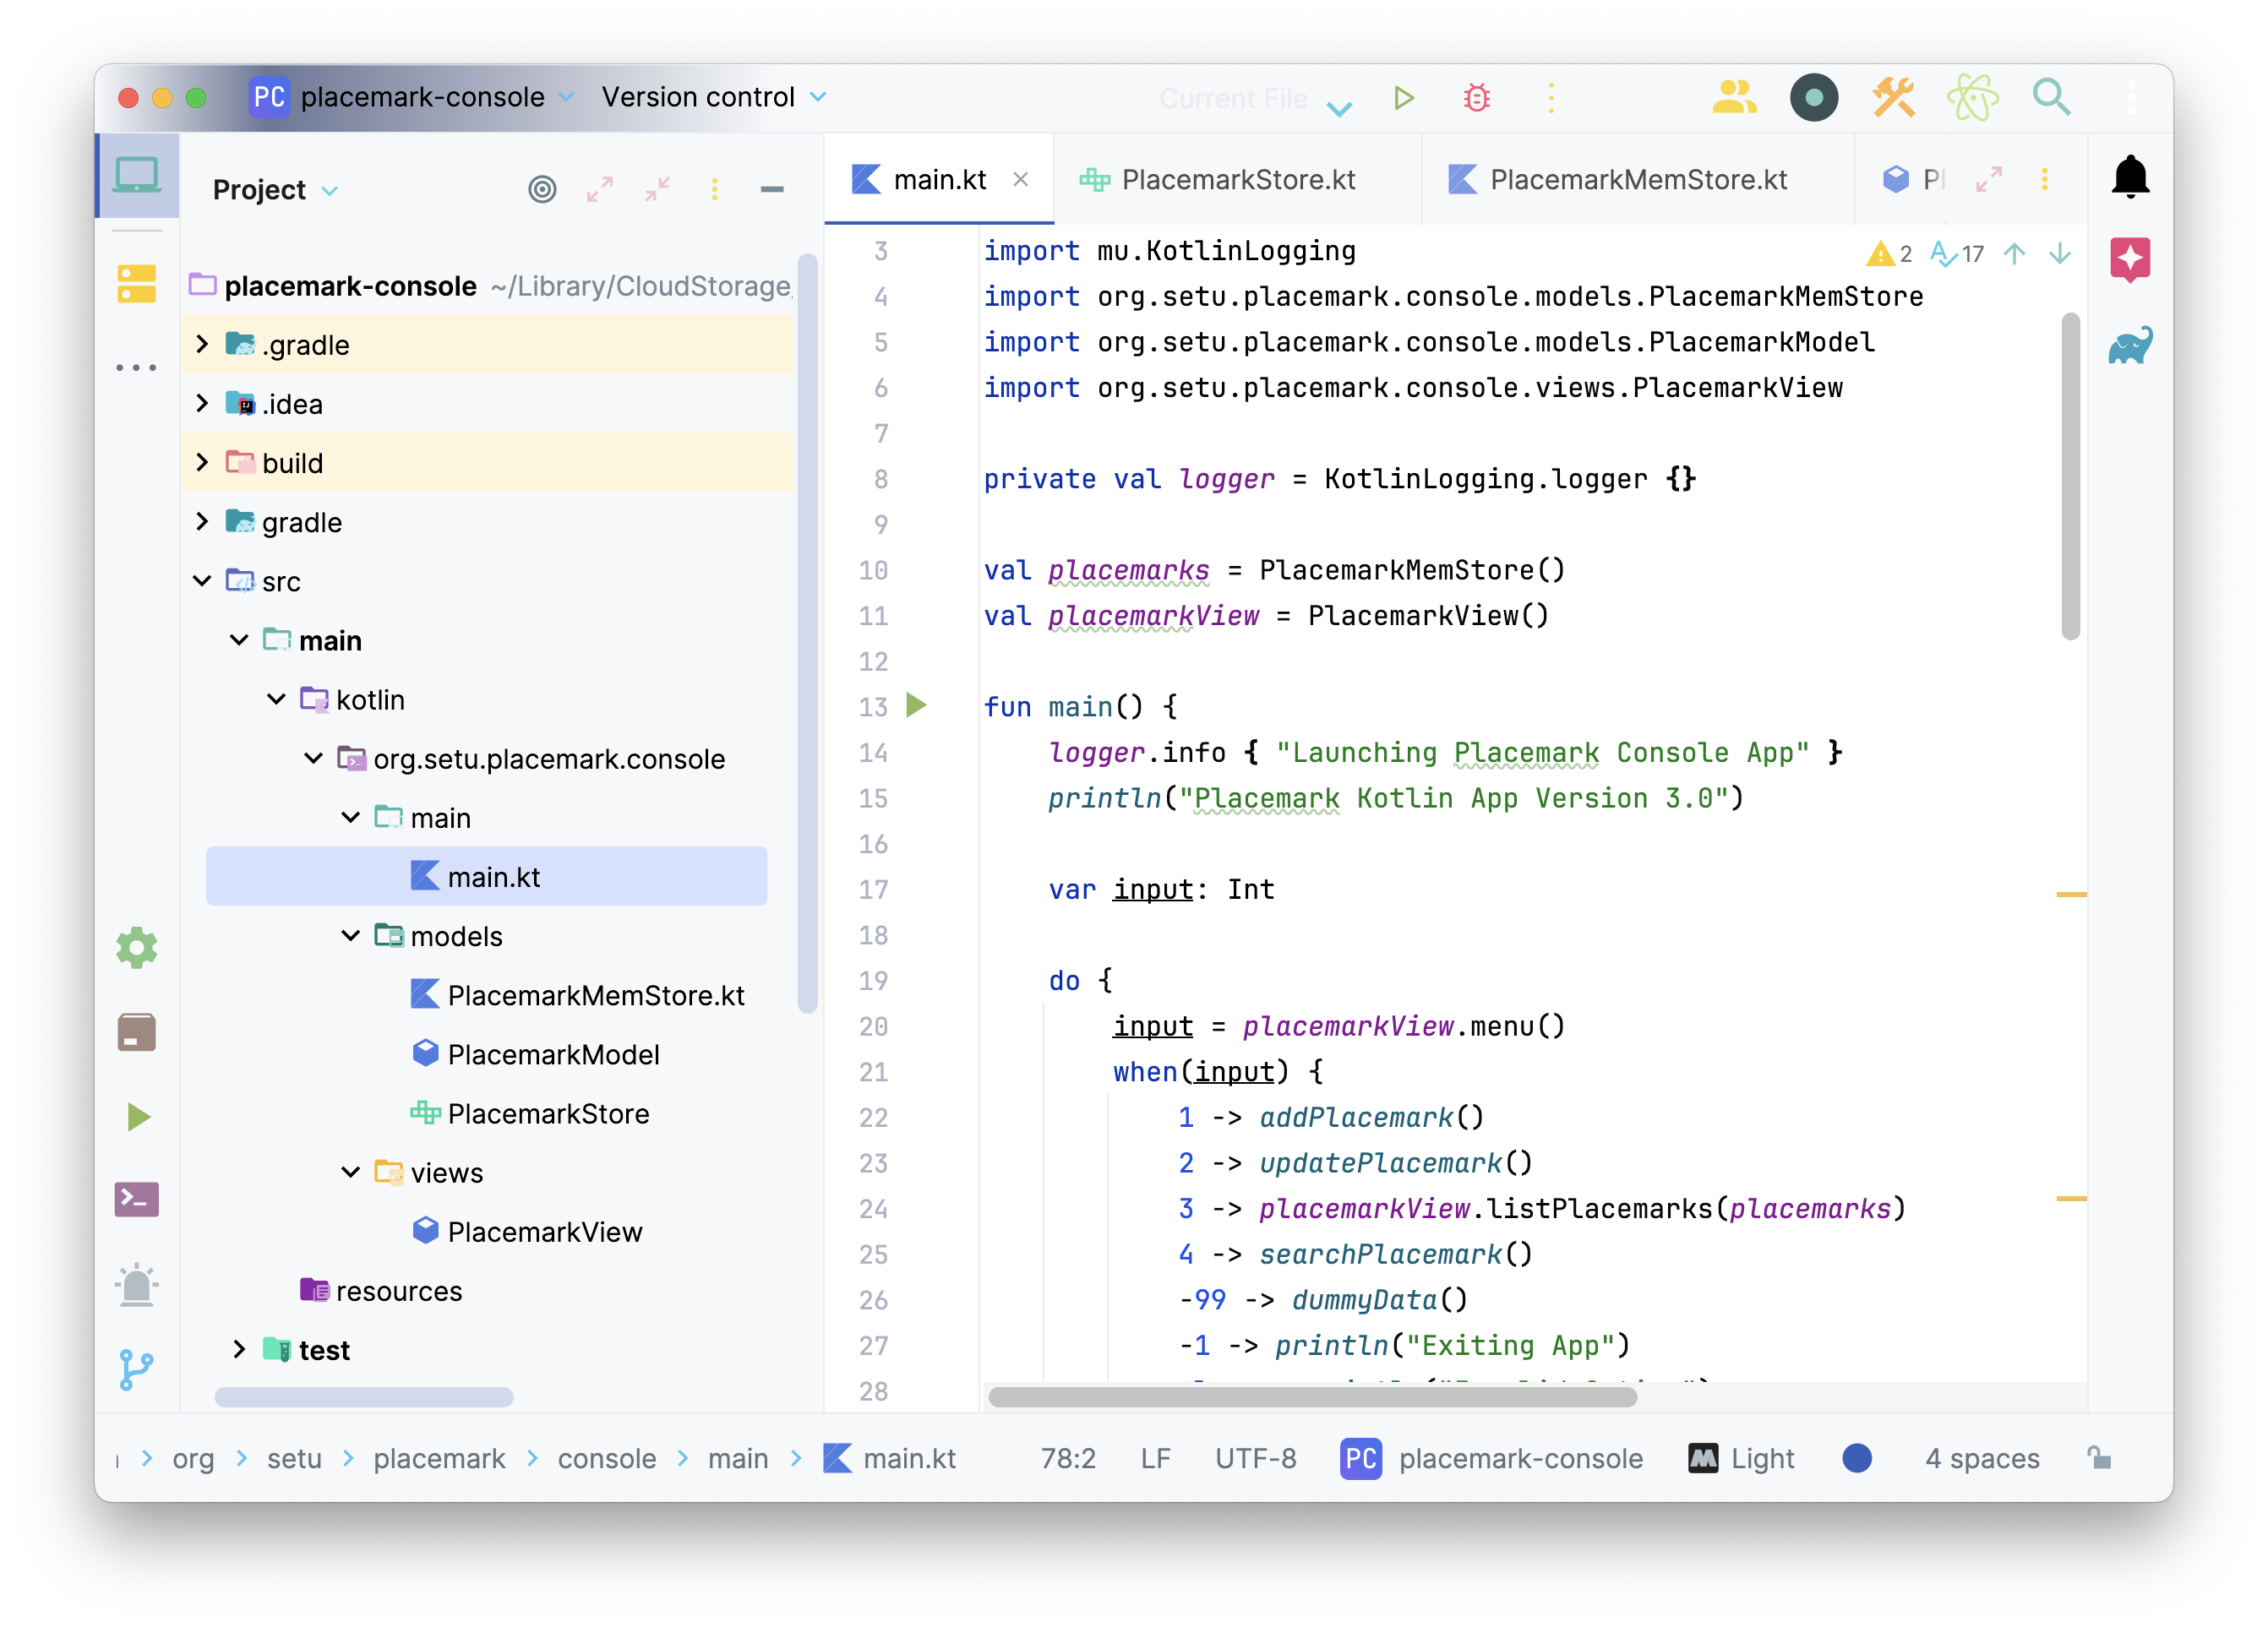 PC placemark-console Version control Current File
Project
main.kt PlacemarkStore.kt PlacemarkMemStore.kt
placemark-console ~/Library/CloudStorage
.gradle
.idea
build
gradle
src
main
kotlin
org.setu.placemark.console
main
main.kt
models
PlacemarkMemStore.kt
PlacemarkModel
PlacemarkStore
views
PlacemarkView
resources
test
2 17
3 import mu.KotlinLogging
4 import org.setu.placemark.console.models.PlacemarkMemStore
5 import org.setu.placemark.console.models.PlacemarkModel
6 import org.setu.placemark.console.views.PlacemarkView
7
8 private val logger = KotlinLogging.logger {}
9
10 val placemarks = PlacemarkMemStore()
11 val placemarkView = PlacemarkView()
12
13 fun main() {
14 logger.info { "Launching Placemark Console App" }
15 println("Placemark Kotlin App Version 3.0")
16
17 var input: Int
18
19 do {
20 input = placemarkView.menu()
21 when(input) {
22 1 -> addPlacemark()
23 2 -> updatePlacemark()
24 3 -> placemarkView.listPlacemarks(placemarks)
25 4 -> searchPlacemark()
26 -99 -> dummyData()
27 -1 -> println("Exiting App")
28
org > setu > placemark > console > main > main.kt 78:2 LF UTF-8 PC placemark-console Light 4 spaces